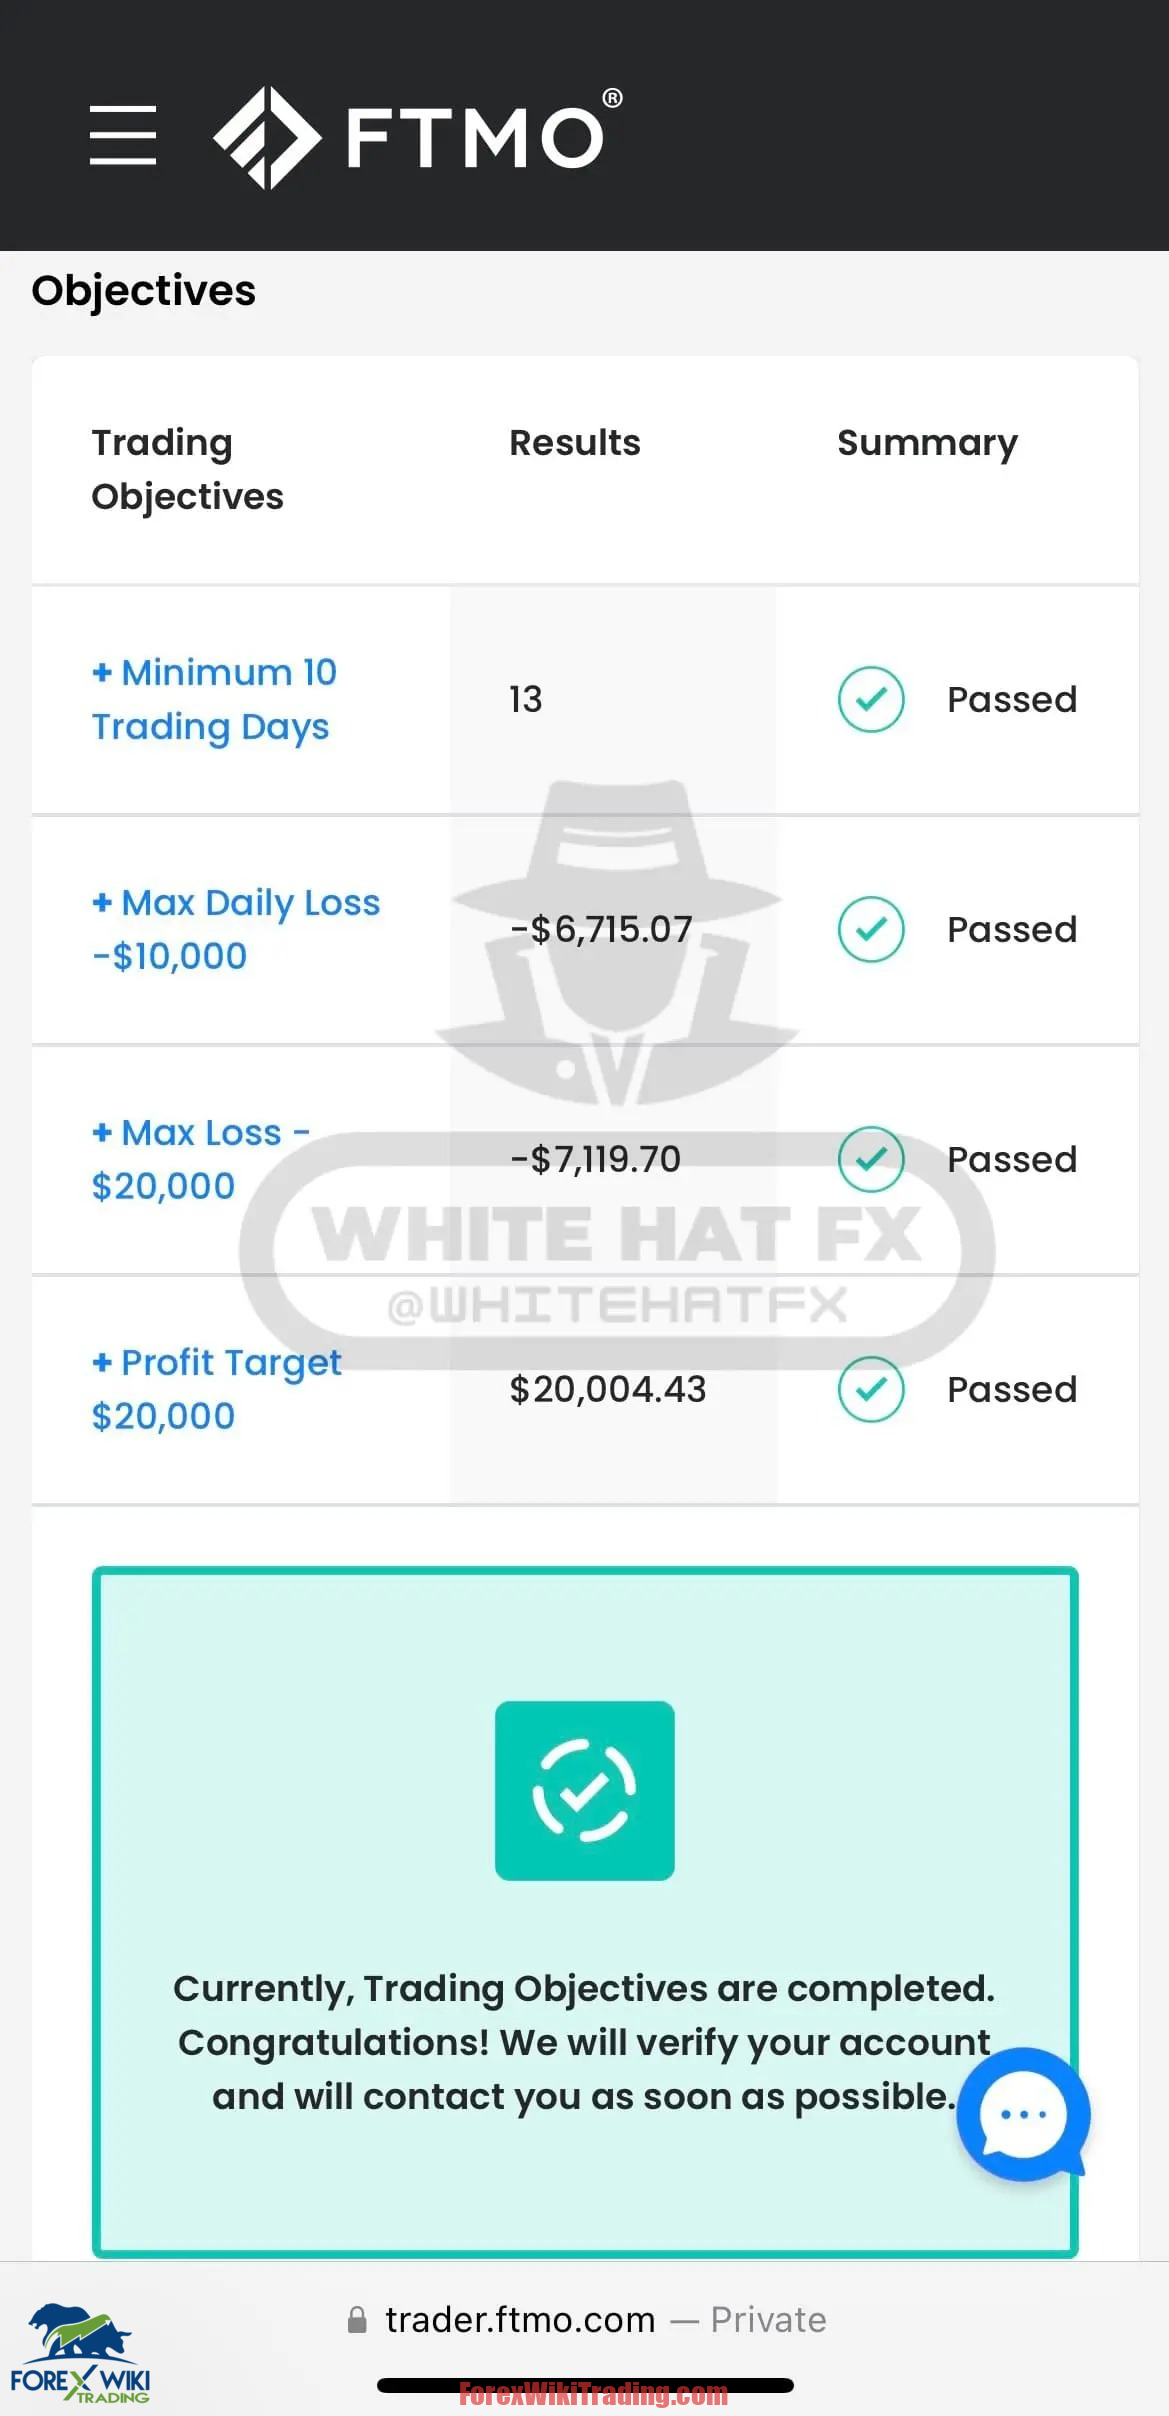 FTMO®
Objectives
Trading
Objectives
Results
Summary
+ Minimum 10
Trading Days
13
Passed
+ Max Daily Loss
-$10,000
-$6,715.07
Passed
+ Max Loss -
$20,000
-$7,119.70
Passed
WHITE HAT FX
@WHITEHATFX
+ Profit Target
$20,000
$20,004.43
Passed
Currently, Trading Objectives are completed.
Congratulations! We will verify your account
and will contact you as soon as possible.
trader.ftmo.com — Private
FOREX WIKI
TRADING
ForexWikiTrading.com